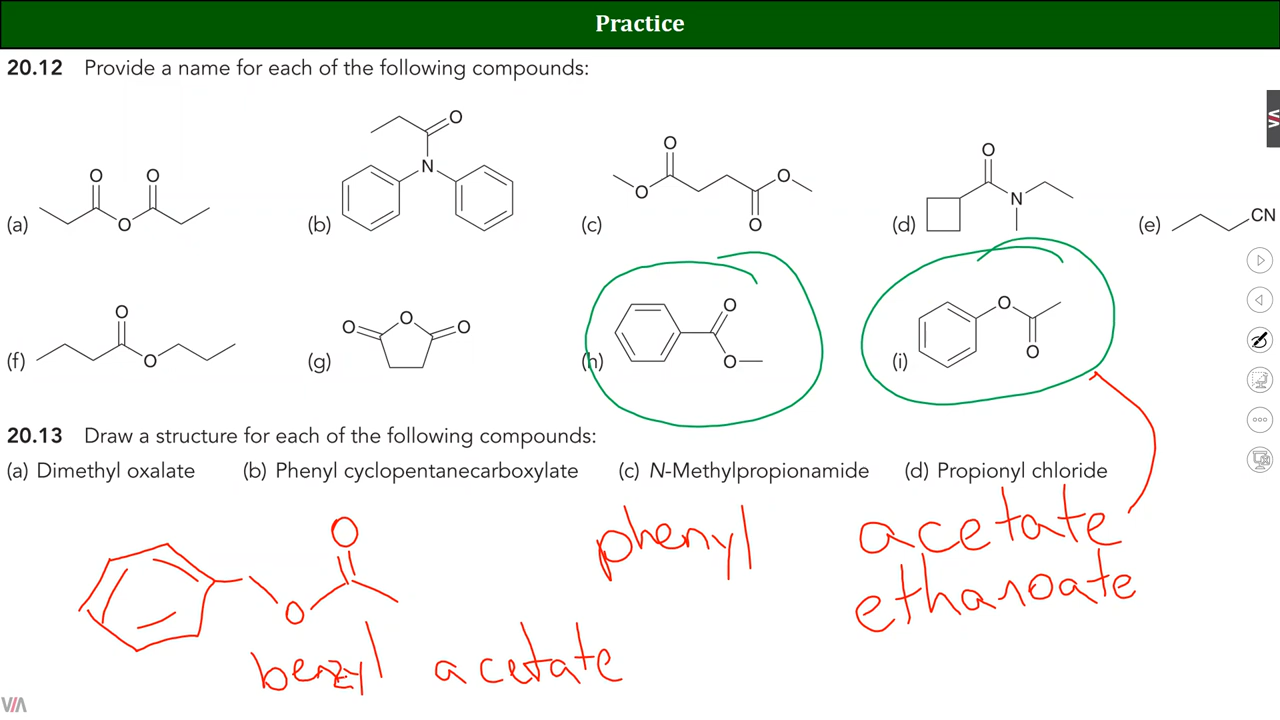 Practice
20.12 Provide a name for each of the following compounds:
(a) O O O
(b) O N
(c) O O O O
(d) O N
(e) CN
(f) O O
(g) O O O
(h) O O
(i) O O
20.13 Draw a structure for each of the following compounds:
(a) Dimethyl oxalate (b) Phenyl cyclopentanecarboxylate (c) N-Methylpropionamide (d) Propionyl chloride
phenyl acetate
ethanoate
O O
benzyl acetate
VIA